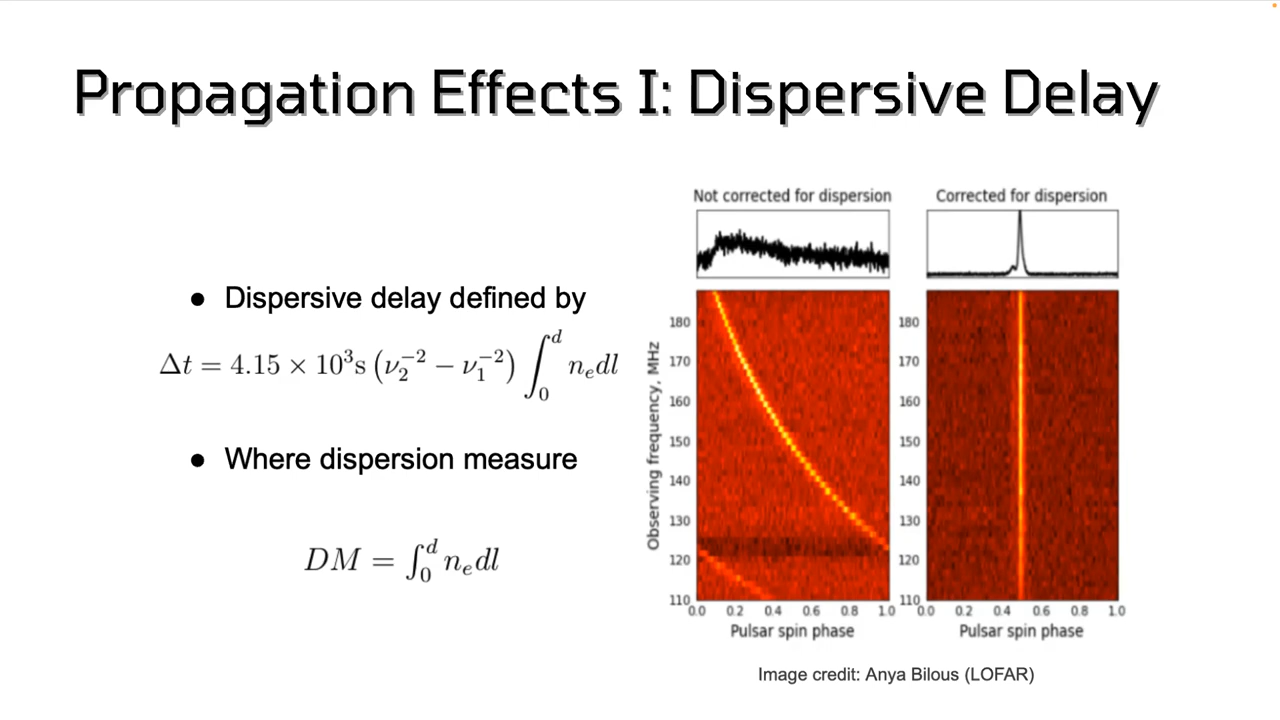 Propagation Effects I: Dispersive Delay
● Dispersive delay defined by
Δt = 4.15 × 10³s (ν₂⁻² − ν₁⁻²) ∫₀ᵈ nₑdl
● Where dispersion measure
DM = ∫₀ᵈ nₑdl
Not corrected for dispersion
Corrected for dispersion
Observing frequency, MHz
180
170
160
150
140
130
120
110
0.0 0.2 0.4 0.6 0.8 1.0
Pulsar spin phase
180
170
160
150
140
130
120
110
0.0 0.2 0.4 0.6 0.8 1.0
Pulsar spin phase
Image credit: Anya Bilous (LOFAR)